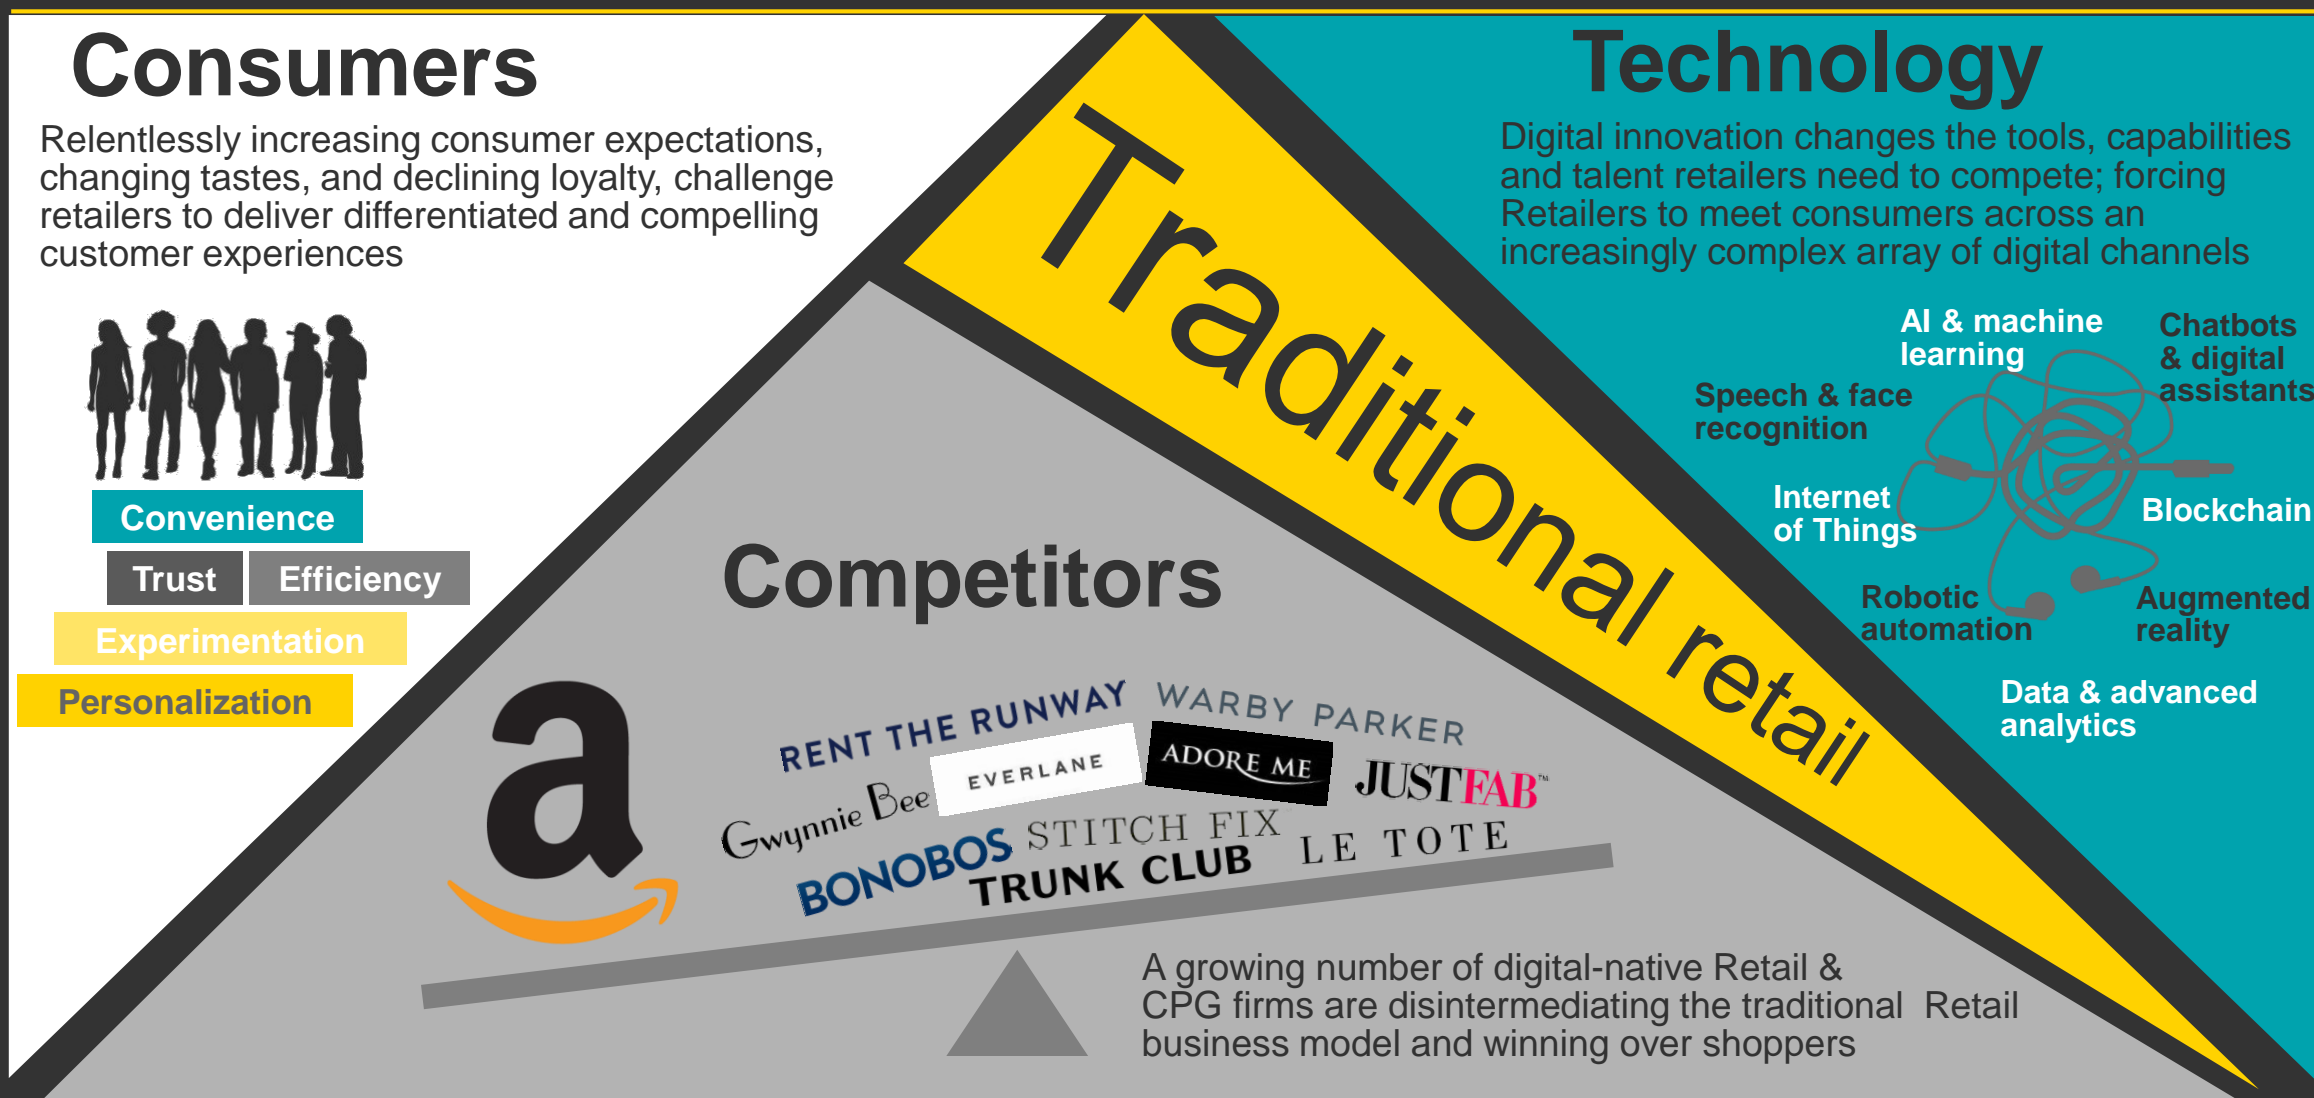 Consumers
Relentlessly increasing consumer expectations,
changing tastes, and declining loyalty, challenge
retailers to deliver differentiated and compelling
customer experiences
Convenience
Trust
Efficiency
Experimentation
Personalization
Traditional retail
Technology
Digital innovation changes the tools, capabilities
and talent retailers need to compete; forcing
Retailers to meet consumers across an
increasingly complex array of digital channels
AI & machine
learning
Chatbots
& digital
assistants
Speech & face
recognition
Internet
of Things
Blockchain
Robotic
automation
Augmented
reality
Data & advanced
analytics
Competitors
a
RENT THE RUNWAY
WARBY PARKER
Gwynnie Bee
EVERLANE
ADORE ME
JUSTFAB™
BONOBOS
STITCH FIX
TRUNK CLUB
LE TOTE
A growing number of digital-native Retail &
CPG firms are disintermediating the traditional Retail
business model and winning over shoppers